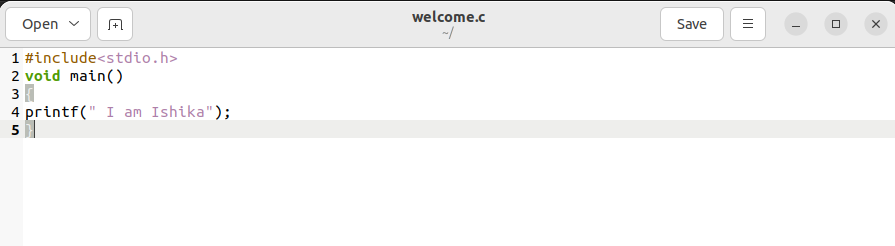 Open
welcome.c
~/
Save
1 #include<stdio.h>
2 void main()
3 {
4 printf(" I am Ishika");
5 }